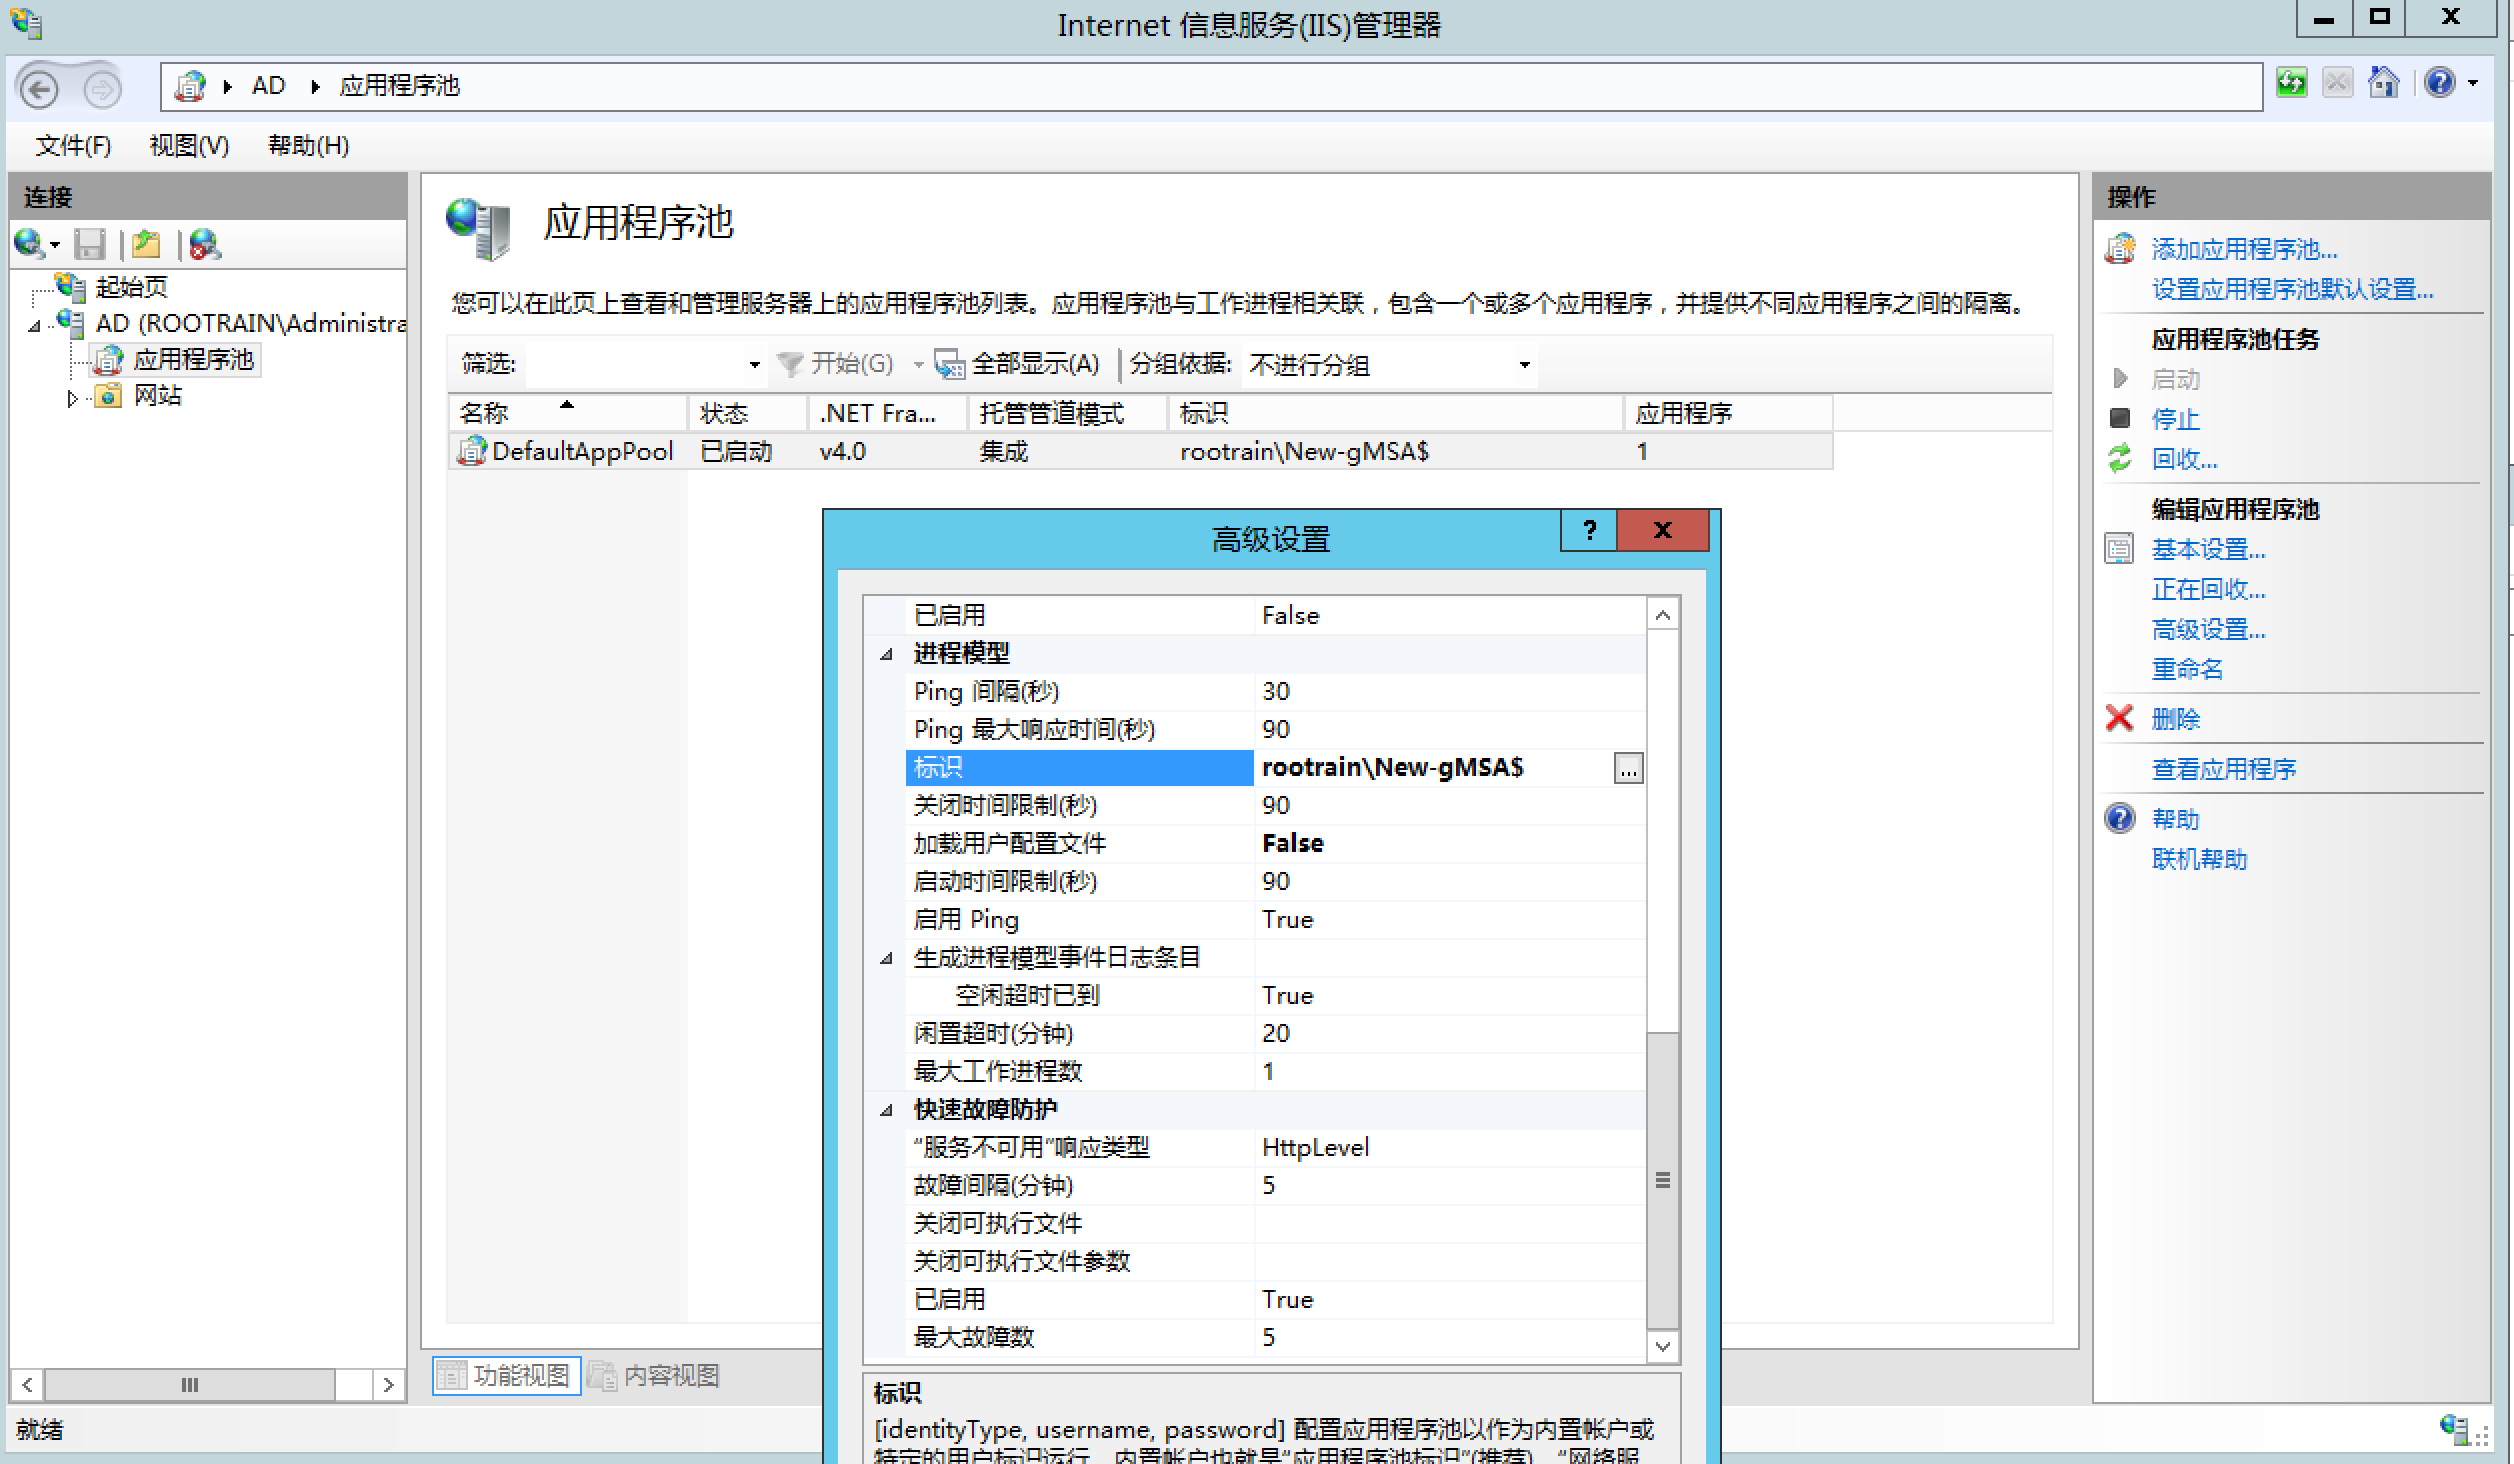 Internet 信息服务(IIS)管理器
AD 应用程序池
文件(F) 视图(V) 帮助(H)
连接
起始页
AD (ROOTRAIN\Administra
应用程序池
网站
应用程序池
您可以在此页上查看和管理服务器上的应用程序池列表。应用程序池与工作进程相关联，包含一个或多个应用程序，并提供不同应用程序之间的隔离。
筛选: 开始(G) 全部显示(A) 分组依据: 不进行分组
名称 状态 .NET Fra... 托管管道模式 标识 应用程序
DefaultAppPool 已启动 v4.0 集成 rootrain\New-gMSA$ 1
高级设置
已启用 False
进程模型
Ping 间隔(秒) 30
Ping 最大响应时间(秒) 90
标识 rootrain\New-gMSA$ ...
关闭时间限制(秒) 90
加载用户配置文件 False
启动时间限制(秒) 90
启用 Ping True
生成进程模型事件日志条目
空闲超时已到 True
闲置超时(分钟) 20
最大工作进程数 1
快速故障防护
“服务不可用”响应类型 HttpLevel
故障间隔(分钟) 5
关闭可执行文件
关闭可执行文件参数
已启用 True
最大故障数 5
标识
[identityType, username, password] 配置应用程序池以作为内置帐户或
特定的用户标识运行。内置帐户也就是“应用程序池标识”(推荐)、“网络服
功能视图 内容视图
操作
添加应用程序池...
设置应用程序池默认设置...
应用程序池任务
启动
停止
回收...
编辑应用程序池
基本设置...
正在回收...
高级设置...
重命名
删除
查看应用程序
帮助
联机帮助
就绪